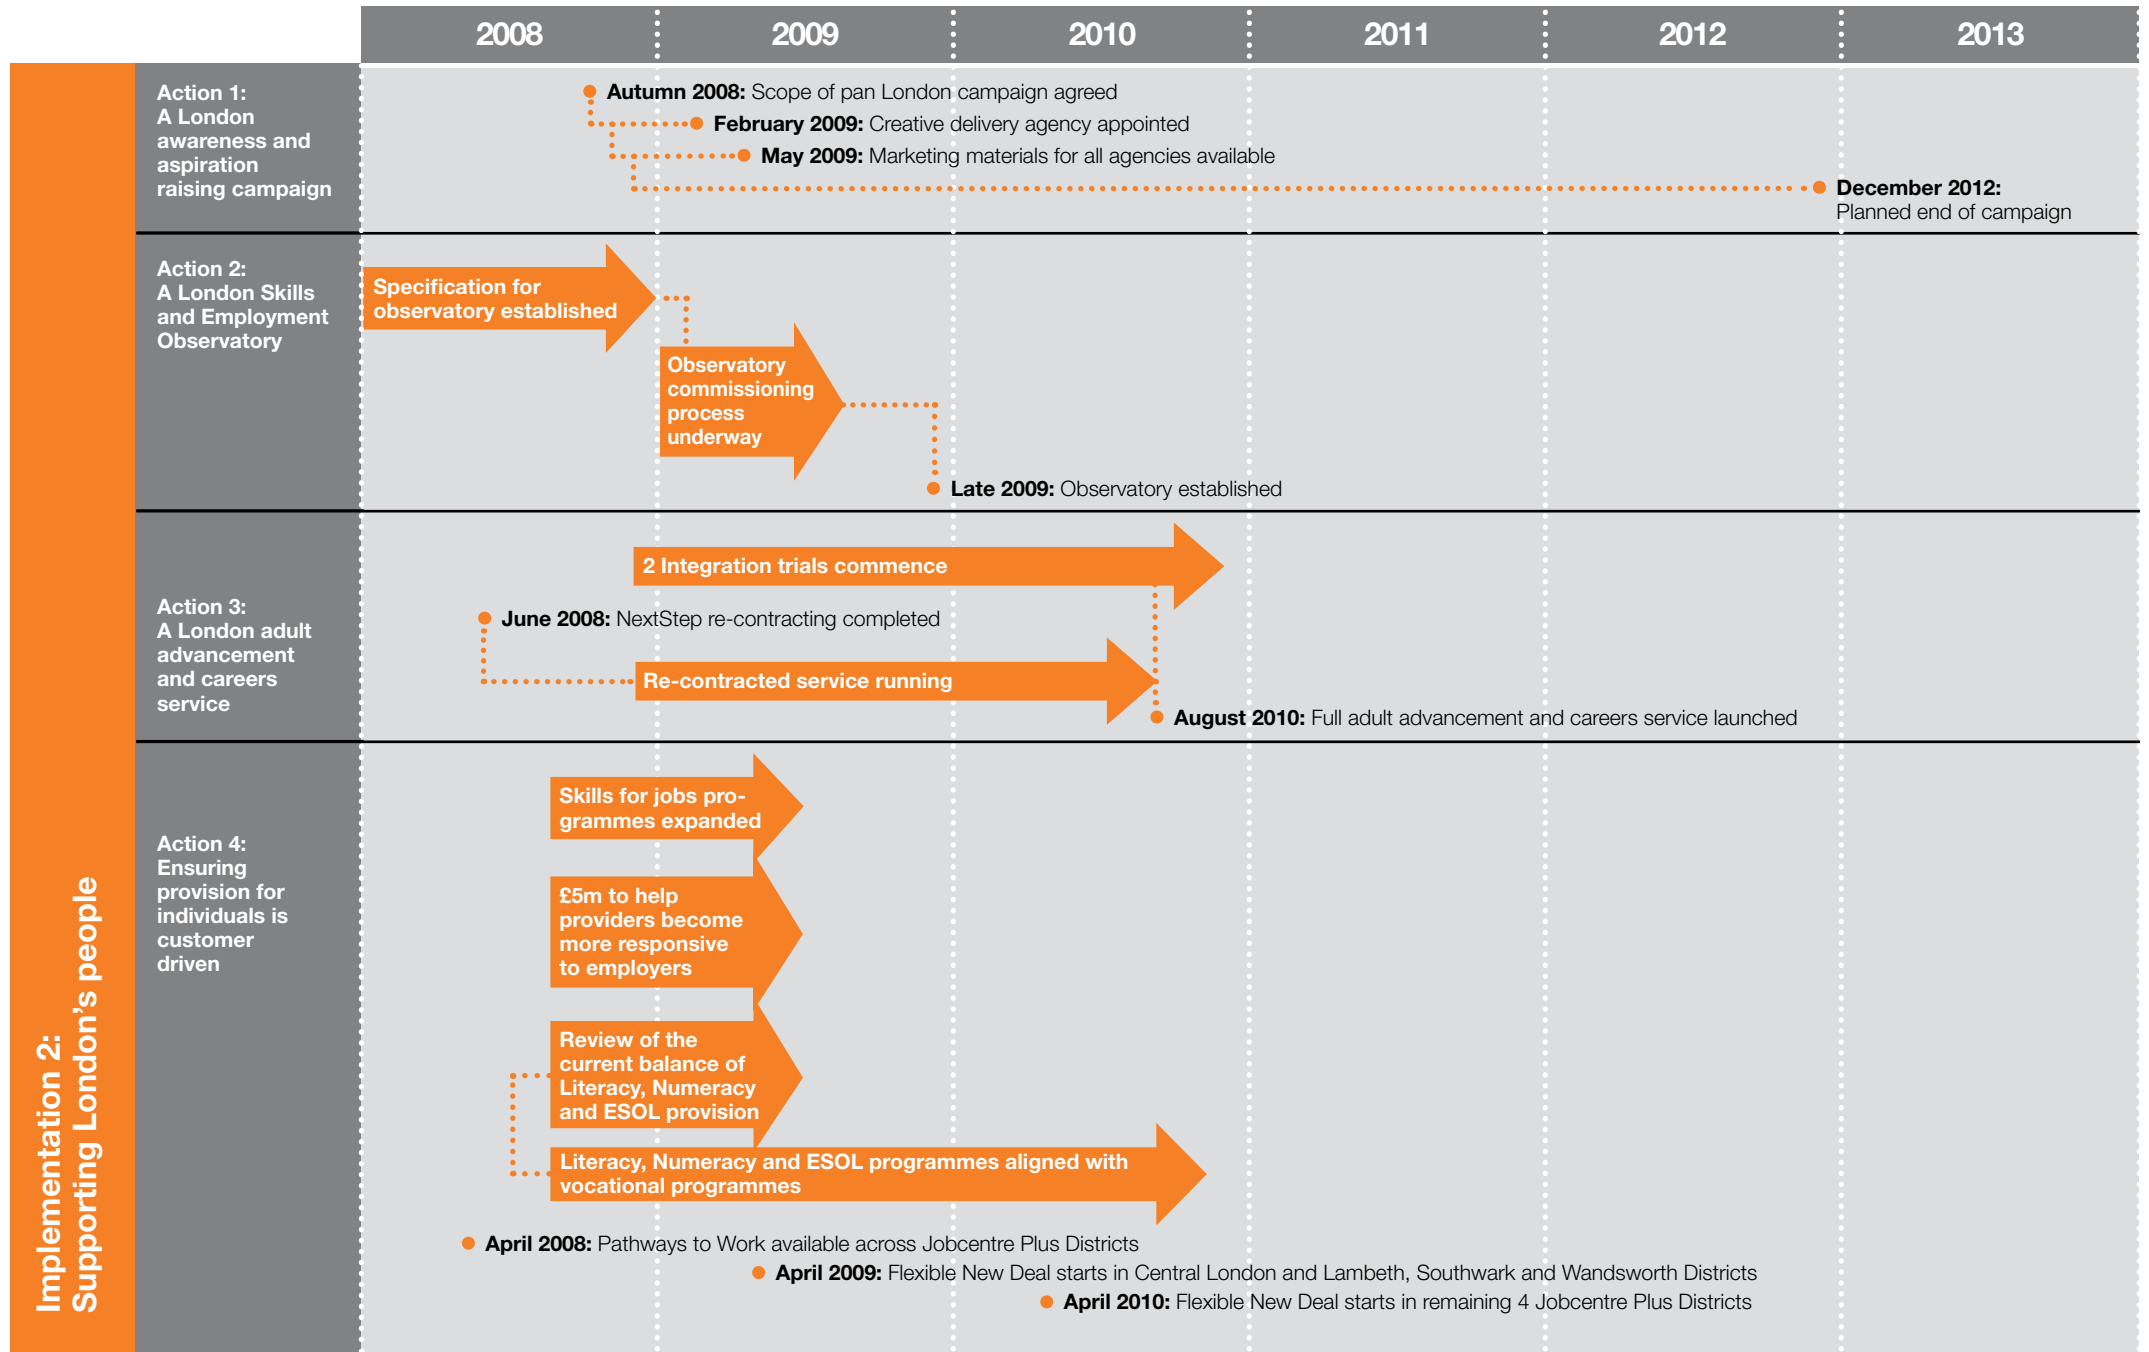 2008 2009 2010 2011 2012 2013
Implementation 2:
Supporting London’s people
Action 1:
A London
awareness and
aspiration
raising campaign
Autumn 2008: Scope of pan London campaign agreed
February 2009: Creative delivery agency appointed
May 2009: Marketing materials for all agencies available
December 2012:
Planned end of campaign
Action 2:
A London Skills
and Employment
Observatory
Specification for
observatory established
Observatory
commissioning
process
underway
Late 2009: Observatory established
Action 3:
A London adult
advancement
and careers
service
2 Integration trials commence
June 2008: NextStep re-contracting completed
Re-contracted service running
August 2010: Full adult advancement and careers service launched
Action 4:
Ensuring
provision for
individuals is
customer
driven
Skills for jobs pro-
grammes expanded
£5m to help
providers become
more responsive
to employers
Review of the
current balance of
Literacy, Numeracy
and ESOL provision
Literacy, Numeracy and ESOL programmes aligned with
vocational programmes
April 2008: Pathways to Work available across Jobcentre Plus Districts
April 2009: Flexible New Deal starts in Central London and Lambeth, Southwark and Wandsworth Districts
April 2010: Flexible New Deal starts in remaining 4 Jobcentre Plus Districts